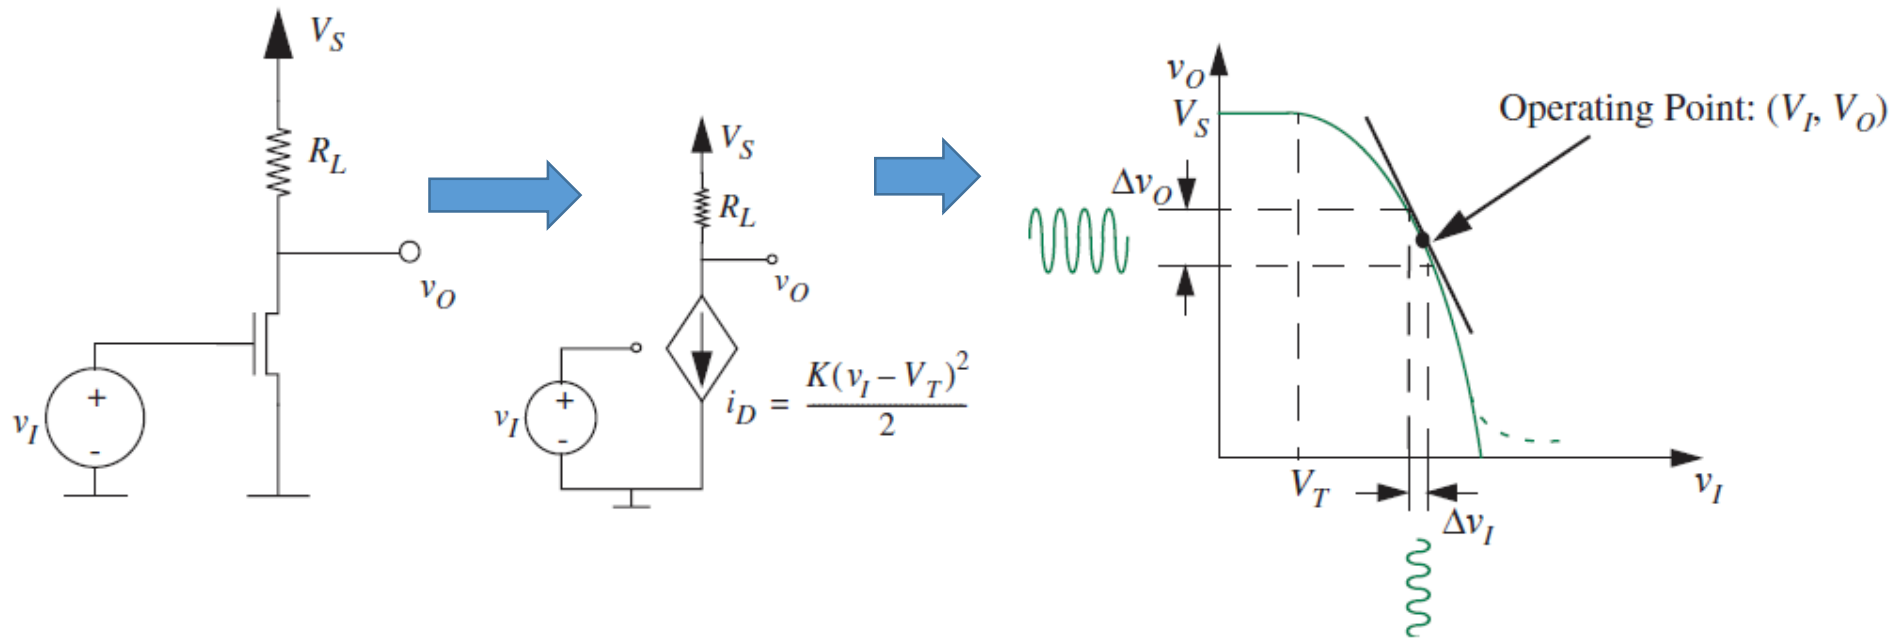 V_S
R_L
v_O
+
v_I
-
V_S
R_L
v_O
+
v_I
-
i_D = K(v_I – V_T)^2 / 2
v_O
V_S
Operating Point: (V_I, V_O)
Δv_O
V_T
v_I
Δv_I